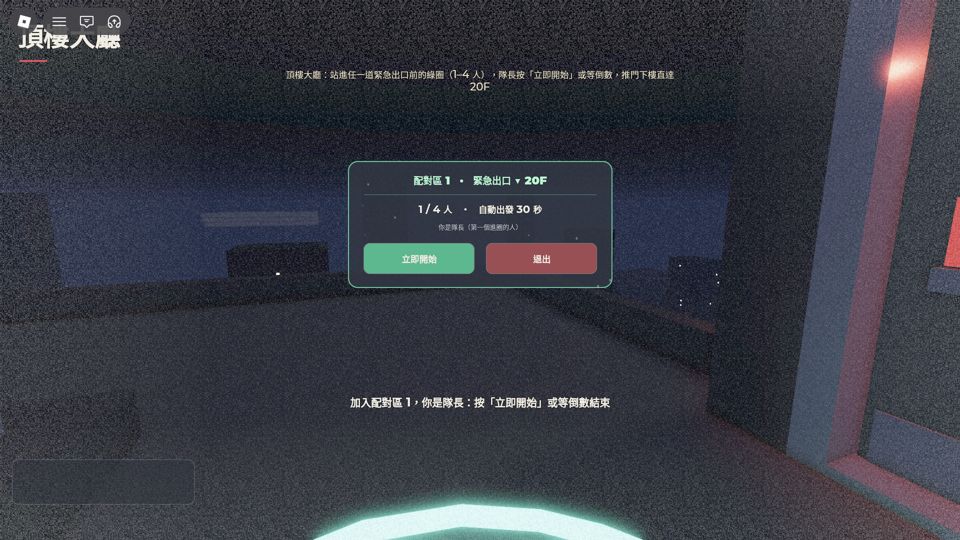 頂樓大廳
頂樓大廳：站進任一道緊急出口前的綠圈（1–4 人），隊長按「立即開始」或等倒數，推門下樓直達
20F
配對區 1 • 緊急出口 ▼ 20F
1 / 4 人 • 自動出發 30 秒
你是隊長（第一個進圈的人）
立即開始
退出
加入配對區 1，你是隊長：按「立即開始」或等倒數結束